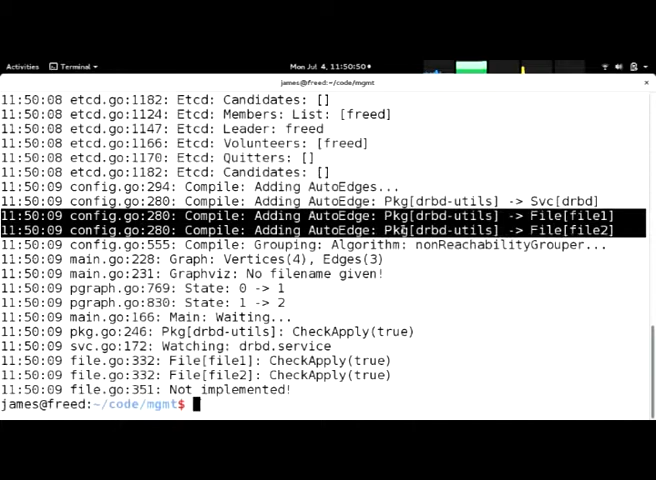 Activities Terminal Mon Jul 4, 11:50:50
james@freed:~/code/mgmt
11:50:08 etcd.go:1182: Etcd: Candidates: []
11:50:08 etcd.go:1124: Etcd: Members: List: [freed]
11:50:08 etcd.go:1147: Etcd: Leader: freed
11:50:08 etcd.go:1166: Etcd: Volunteers: [freed]
11:50:08 etcd.go:1170: Etcd: Quitters: []
11:50:08 etcd.go:1182: Etcd: Candidates: []
11:50:09 config.go:294: Compile: Adding AutoEdges...
11:50:09 config.go:280: Compile: Adding AutoEdge: Pkg[drbd-utils] -> Svc[drbd]
11:50:09 config.go:280: Compile: Adding AutoEdge: Pkg[drbd-utils] -> File[file1]
11:50:09 config.go:280: Compile: Adding AutoEdge: Pkg[drbd-utils] -> File[file2]
11:50:09 config.go:555: Compile: Grouping: Algorithm: nonReachabilityGrouper...
11:50:09 main.go:228: Graph: Vertices(4), Edges(3)
11:50:09 main.go:231: Graphviz: No filename given!
11:50:09 pgraph.go:769: State: 0 -> 1
11:50:09 pgraph.go:830: State: 1 -> 2
11:50:09 main.go:166: Main: Waiting...
11:50:09 pkg.go:246: Pkg[drbd-utils]: CheckApply(true)
11:50:09 svc.go:172: Watching: drbd.service
11:50:09 file.go:332: File[file1]: CheckApply(true)
11:50:09 file.go:332: File[file2]: CheckApply(true)
11:50:09 file.go:351: Not implemented!
james@freed:~/code/mgmt$